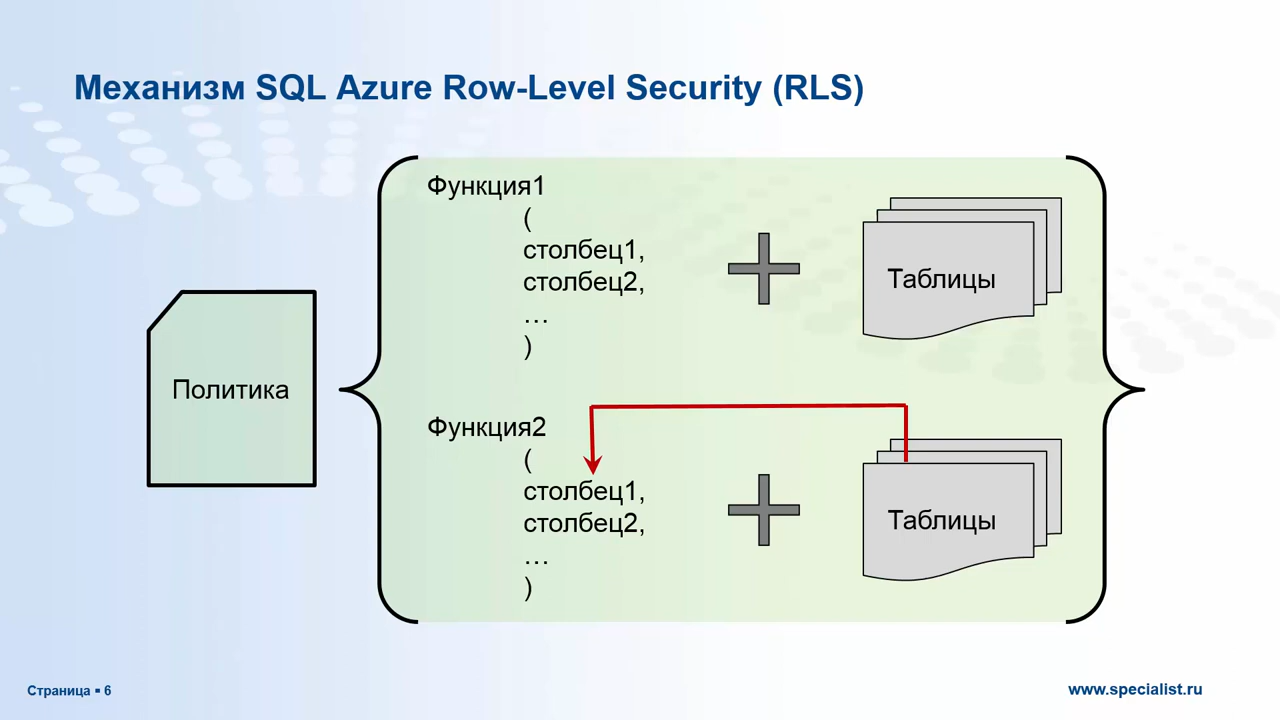 Механизм SQL Azure Row-Level Security (RLS)
Функция1
(
столбец1,
столбец2,
…
)
Таблицы
Политика
Функция2
(
столбец1,
столбец2,
…
)
Таблицы
Страница ▪ 6
www.specialist.ru